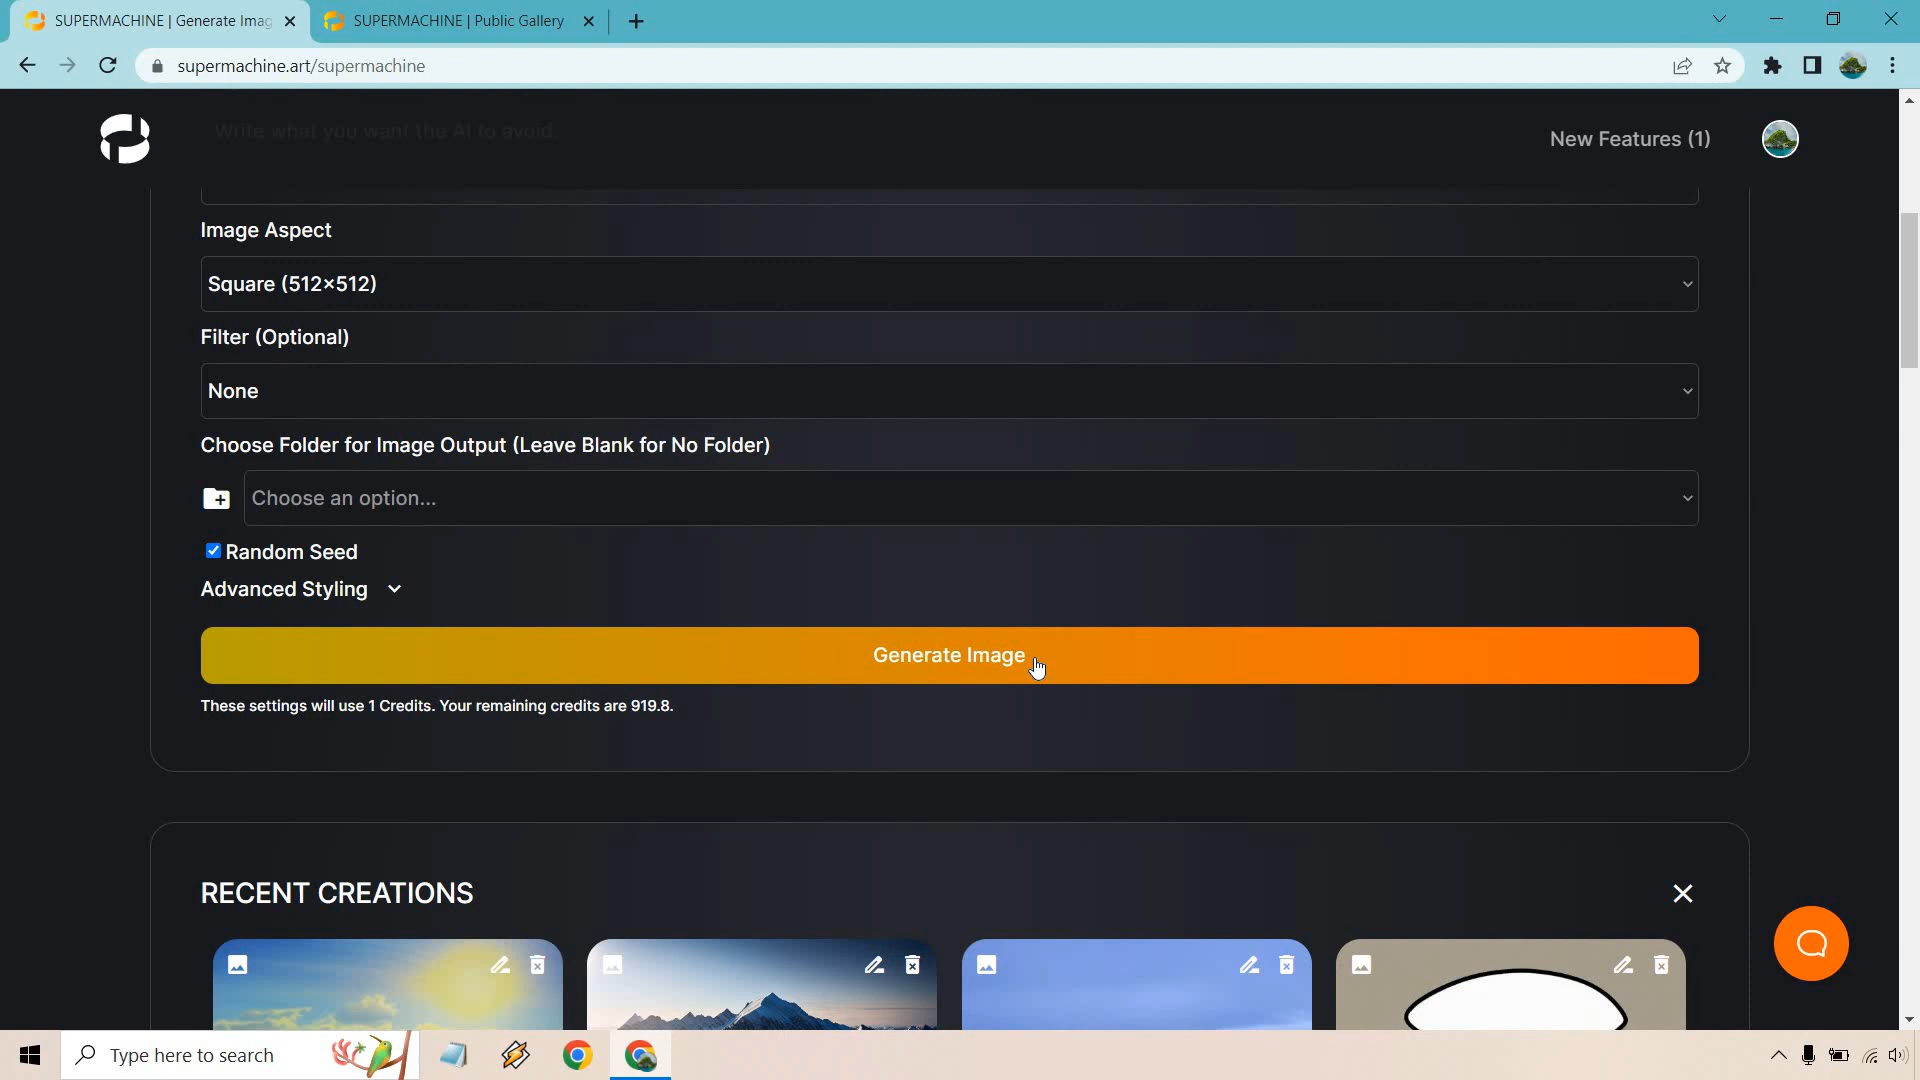 SUPERMACHINE | Generate Imag
SUPERMACHINE | Public Gallery
supermachine.art/supermachine
Write what you want the AI to avoid.
New Features (1)
Image Aspect
Square (512×512)
Filter (Optional)
None
Choose Folder for Image Output (Leave Blank for No Folder)
Choose an option...
Random Seed
Advanced Styling
Generate Image
These settings will use 1 Credits. Your remaining credits are 919.8.
RECENT CREATIONS
Type here to search